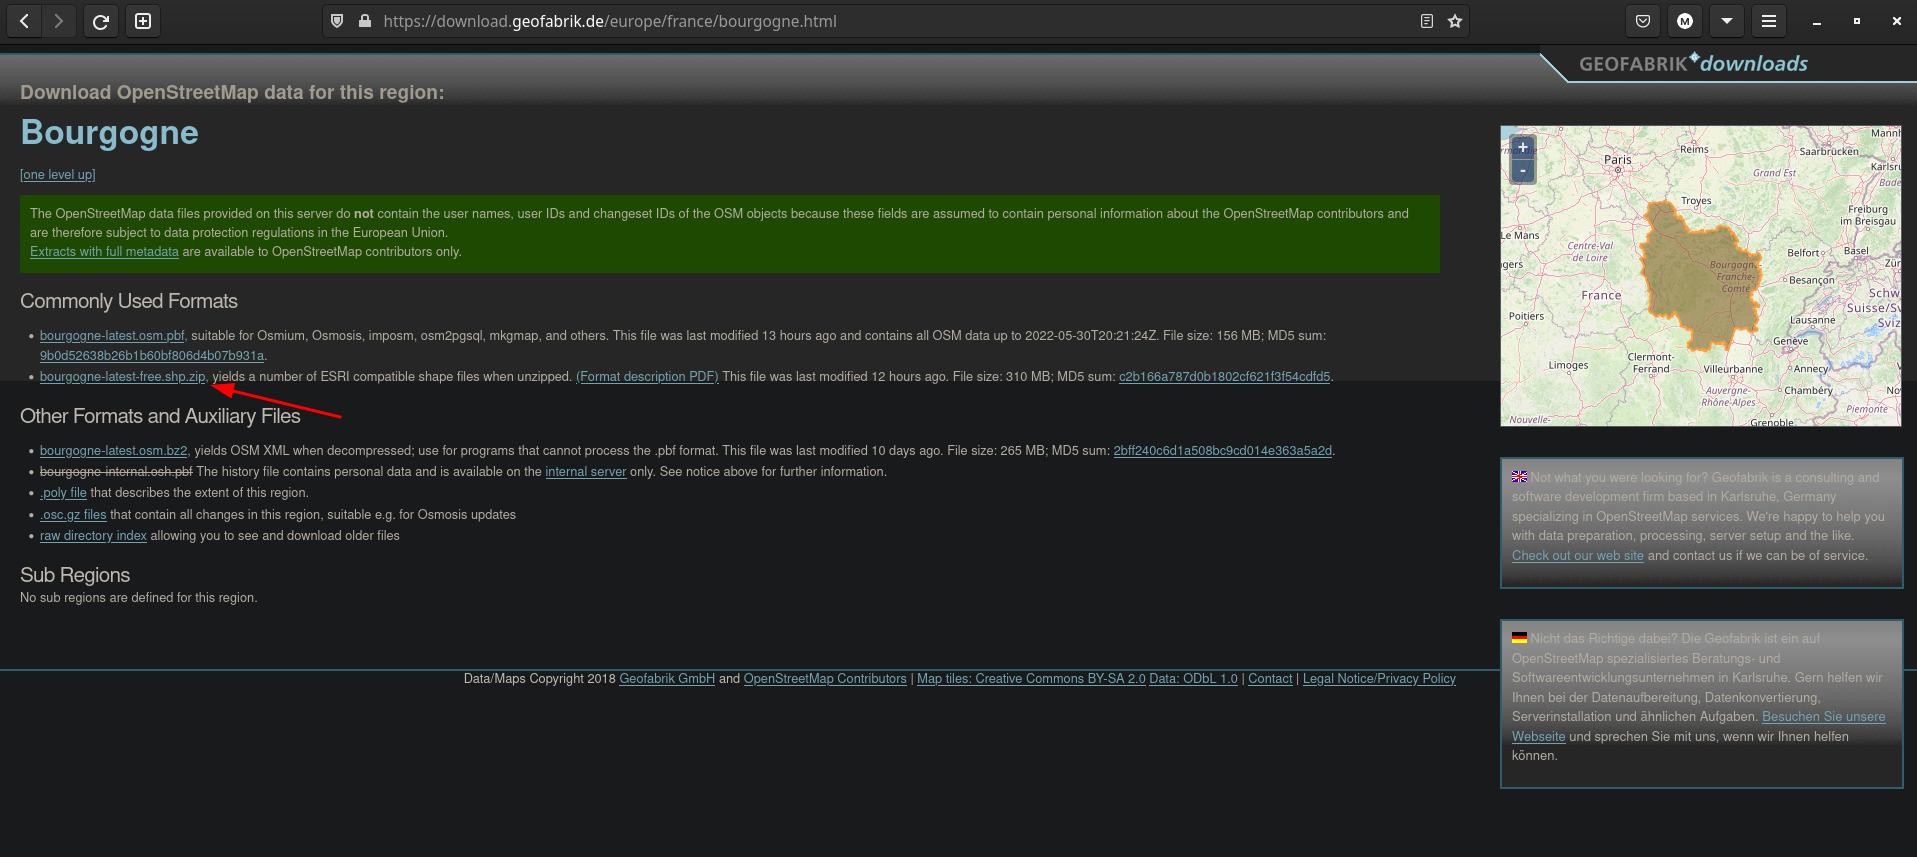 https://download.geofabrik.de/europe/france/bourgogne.html
M
GEOFABRIK downloads
Download OpenStreetMap data for this region:
Bourgogne
[one level up]
The OpenStreetMap data files provided on this server do not contain the user names, user IDs and changeset IDs of the OSM objects because these fields are assumed to contain personal information about the OpenStreetMap contributors and
are therefore subject to data protection regulations in the European Union.
Extracts with full metadata are available to OpenStreetMap contributors only.
Commonly Used Formats
• bourgogne-latest.osm.pbf, suitable for Osmium, Osmosis, imposm, osm2pgsql, mkgmap, and others. This file was last modified 13 hours ago and contains all OSM data up to 2022-05-30T20:21:24Z. File size: 156 MB; MD5 sum:
9b0d52638b26b1b60bf806d4b07b931a.
• bourgogne-latest-free.shp.zip, yields a number of ESRI compatible shape files when unzipped. (Format description PDF) This file was last modified 12 hours ago. File size: 310 MB; MD5 sum: c2b166a787d0b1802cf621f3f54cdfd5.
Other Formats and Auxiliary Files
• bourgogne-latest.osm.bz2, yields OSM XML when decompressed; use for programs that cannot process the .pbf format. This file was last modified 10 days ago. File size: 265 MB; MD5 sum: 2bff240c6d1a508bc9cd014e363a5a2d.
• bourgogne-internal.osh.pbf The history file contains personal data and is available on the internal server only. See notice above for further information.
• .poly file that describes the extent of this region.
• .osc.gz files that contain all changes in this region, suitable e.g. for Osmosis updates
• raw directory index allowing you to see and download older files
Sub Regions
No sub regions are defined for this region.
+
-
Mannh
Reims
Saarbrücken
Paris
Karlsru
Grand Est
Bade
Troyes
Freiburg
im Breisgau
Le Mans
Centre-Val
de Loire
Belfort
Basel
gers
Zür
Bourgogne-
Franche-
Comté
Besançon
France
Schw
Suisse/
Sviz
Poitiers
Lausanne
Genève
Limoges
Clermont-
Ferrand
Villeurbanne
Annecy
Auvergne-
Rhône-Alpes
Chambéry
No
Piemonte
Nouvelle-
Grenoble
Not what you were looking for? Geofabrik is a consulting and
software development firm based in Karlsruhe, Germany
specializing in OpenStreetMap services. We're happy to help you
with data preparation, processing, server setup and the like.
Check out our web site and contact us if we can be of service.
Nicht das Richtige dabei? Die Geofabrik ist ein auf
OpenStreetMap spezialisiertes Beratungs- und
Softwareentwicklungsunternehmen in Karlsruhe. Gern helfen wir
Ihnen bei der Datenaufbereitung, Datenkonvertierung,
Serverinstallation und ähnlichen Aufgaben. Besuchen Sie unsere
Webseite und sprechen Sie mit uns, wenn wir Ihnen helfen
können.
Data/Maps Copyright 2018 Geofabrik GmbH and OpenStreetMap Contributors | Map tiles: Creative Commons BY-SA 2.0 Data: ODbL 1.0 | Contact | Legal Notice/Privacy Policy